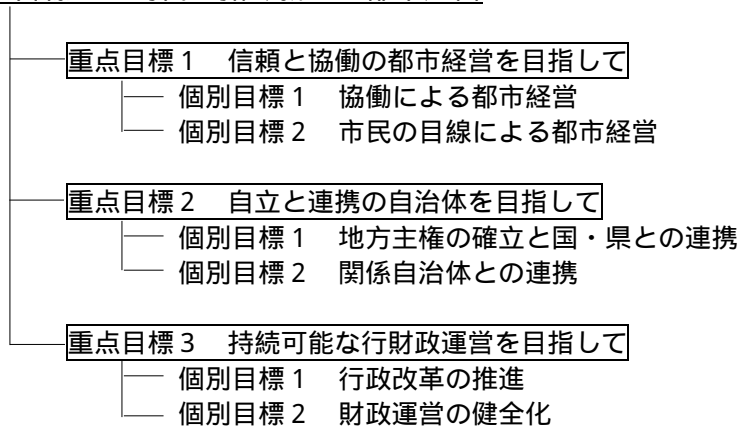 重点目標１　信頼と協働の都市経営を目指して
個別目標１　協働による都市経営
個別目標２　市民の目線による都市経営
重点目標２　自立と連携の自治体を目指して
個別目標１　地方主権の確立と国・県との連携
個別目標２　関係自治体との連携
重点目標３　持続可能な行財政運営を目指して
個別目標１　行政改革の推進
個別目標２　財政運営の健全化